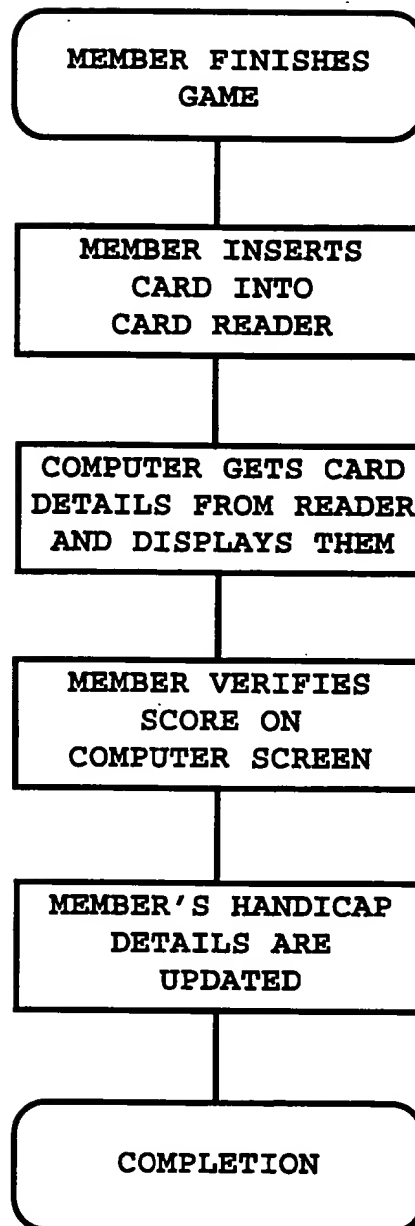 MEMBER FINISHES
GAME
MEMBER INSERTS
CARD INTO
CARD READER
COMPUTER GETS CARD
DETAILS FROM READER
AND DISPLAYS THEM
MEMBER VERIFIES
SCORE ON
COMPUTER SCREEN
MEMBER'S HANDICAP
DETAILS ARE
UPDATED
COMPLETION